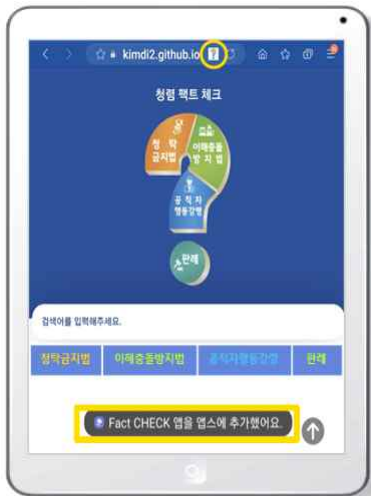 kimdi2.github.io
청렴 팩트 체크
청 탁
금지법
이해충돌
방 지 법
공 직 자
행동강령
판례
검색어를 입력해주세요.
청탁금지법 이해충돌방지법 공직자행동강령 판례
Fact CHECK 앱을 앱스에 추가했어요.